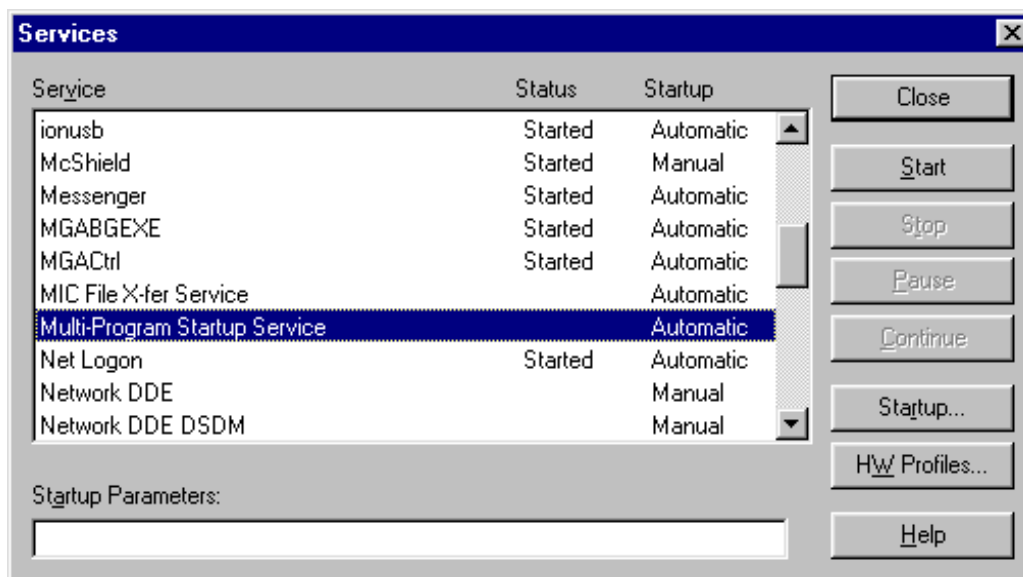 Services
Service Status Startup
ionusb Started Automatic
McShield Started Manual
Messenger Started Automatic
MGABGEXE Started Automatic
MGACtrl Started Automatic
MIC File X-fer Service Automatic
Multi-Program Startup Service Automatic
Net Logon Started Automatic
Network DDE Manual
Network DDE DSDM Manual
Startup Parameters:
Close
Start
Stop
Pause
Continue
Startup...
HW Profiles...
Help